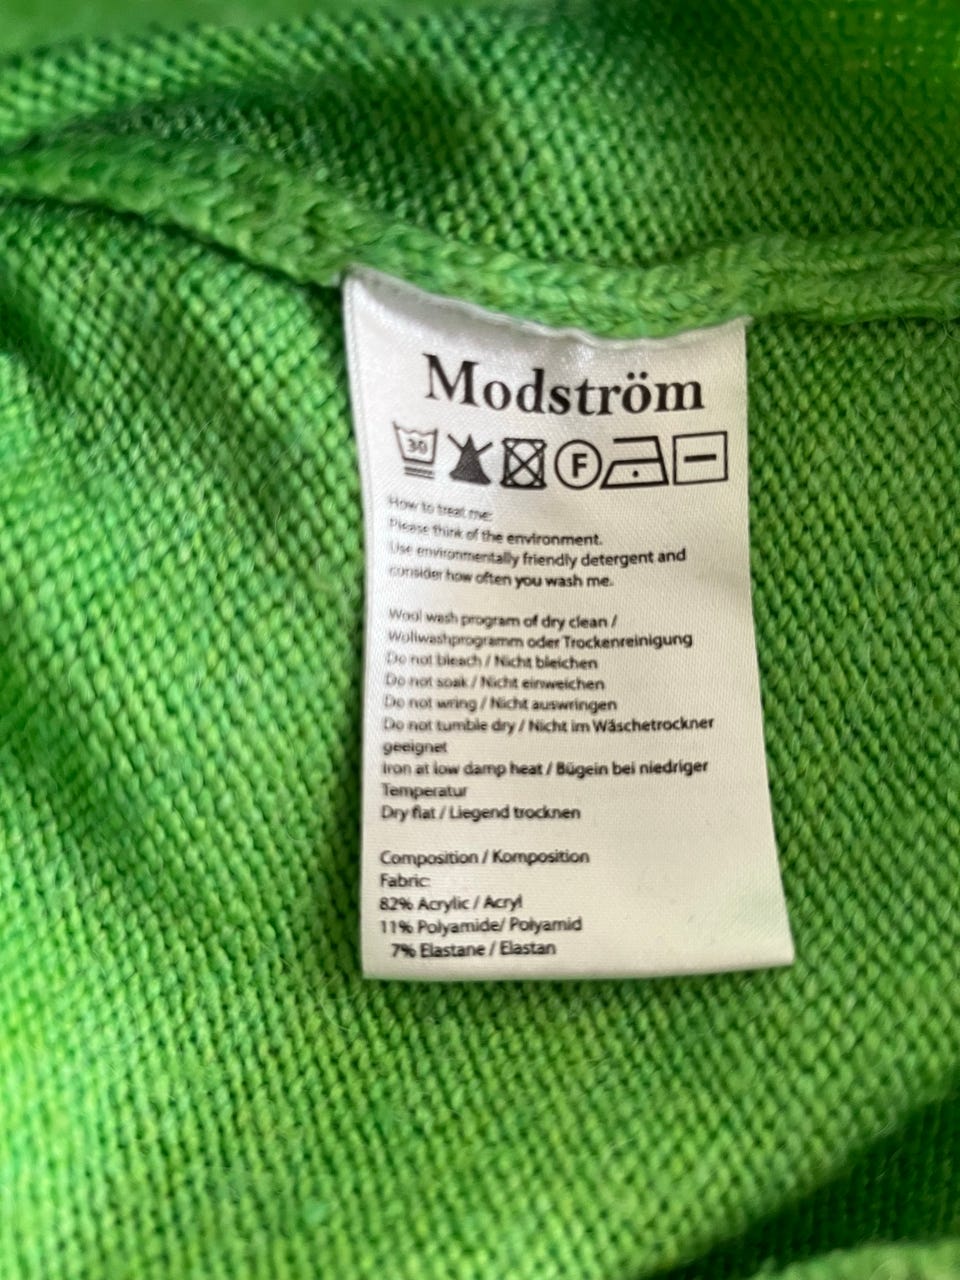 Modström
30
F
How to treat me:
Please think of the environment.
Use environmentally friendly detergent and
consider how often you wash me.
Wool wash program of dry clean /
Wollwashprogramm oder Trockenreinigung
Do not bleach / Nicht bleichen
Do not soak / Nicht einweichen
Do not wring / Nicht auswringen
Do not tumble dry / Nicht im Wäschetrockner
geeignet
Iron at low damp heat / Bügein bei niedriger
Temperatur
Dry flat / Liegend trocknen
Composition / Komposition
Fabric:
82% Acrylic / Acryl
11% Polyamide/ Polyamid
7% Elastane / Elastan